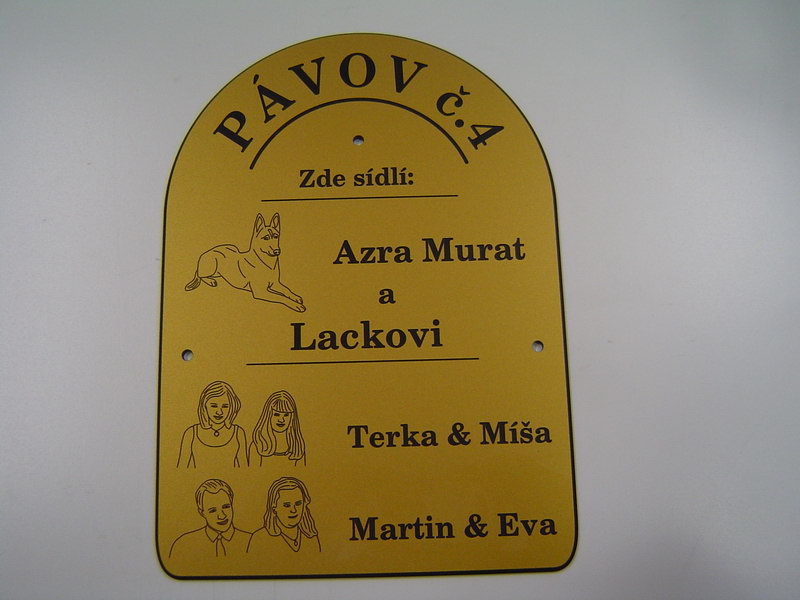 PÁVOV č.4
Zde sídlí:
Azra Murat
a
Lackovi
Terka & Míša
Martin & Eva